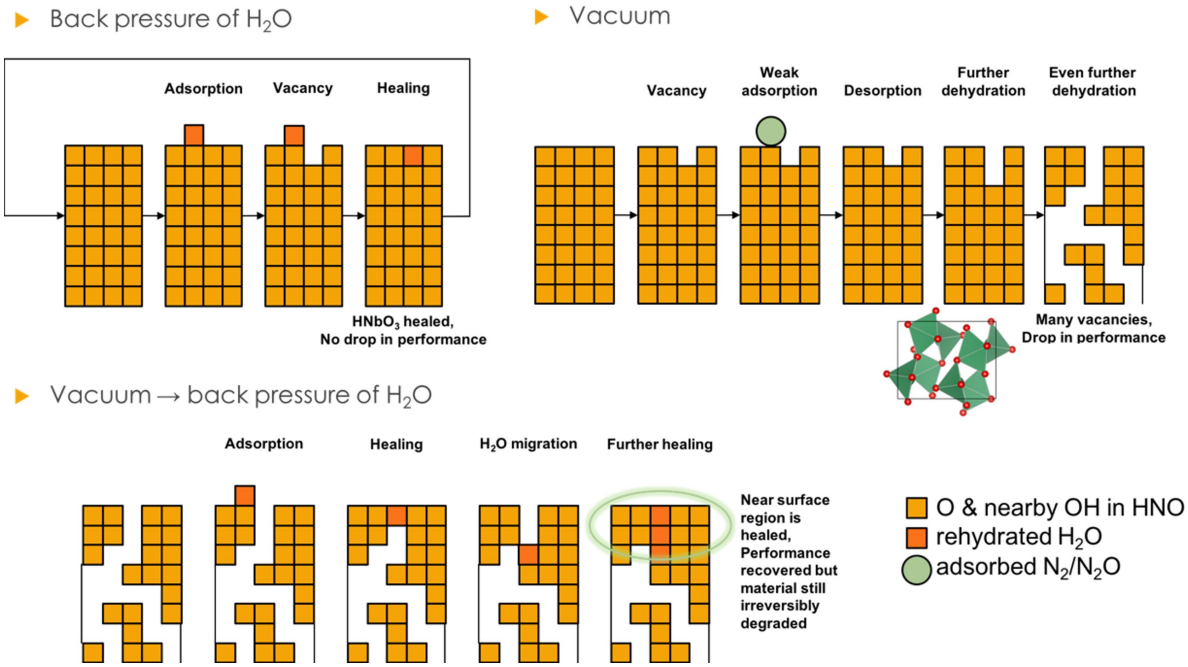 Back pressure of H₂O
Adsorption
Vacancy
Healing
HNbO₃ healed,
No drop in performance
Vacuum
Vacancy
Weak
adsorption
Desorption
Further
dehydration
Even further
dehydration
Many vacancies,
Drop in performance
Vacuum → back pressure of H₂O
Adsorption
Healing
H₂O migration
Further healing
Near surface
region is
healed,
Performance
recovered but
material still
irreversibly
degraded
O & nearby OH in HNO
rehydrated H₂O
adsorbed N₂/N₂O